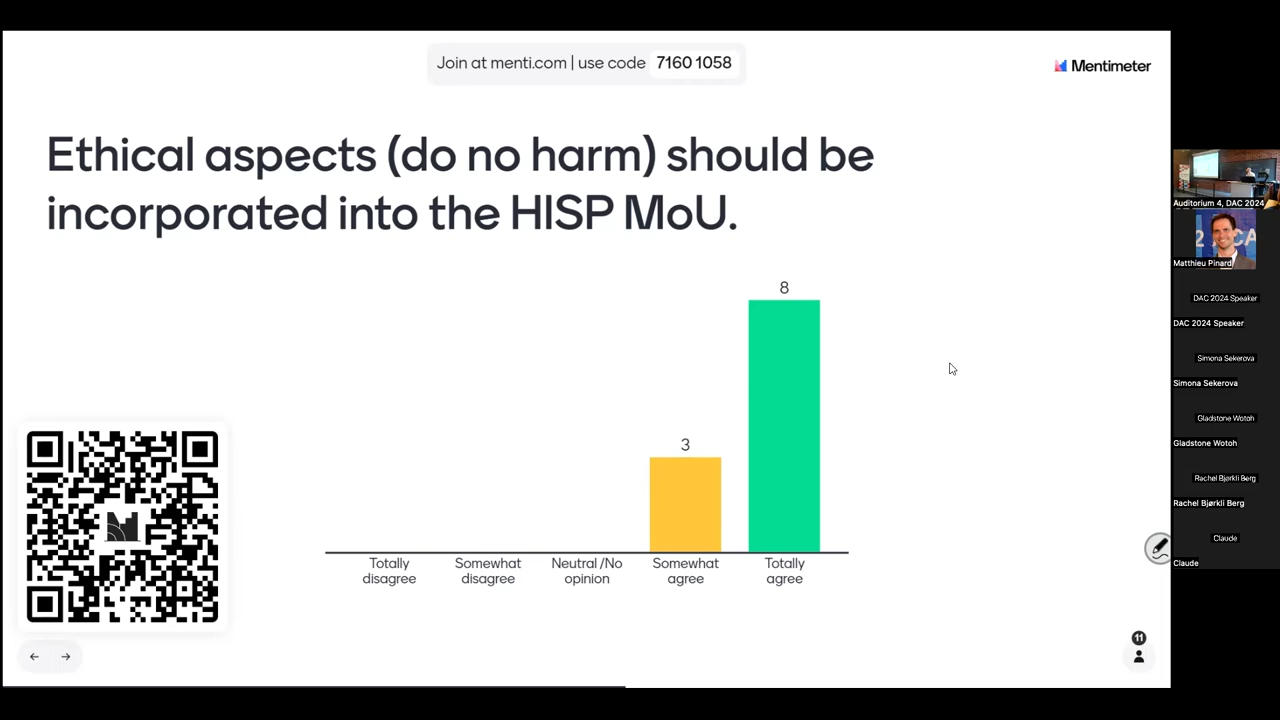 Join at menti.com | use code 7160 1058
Mentimeter
Ethical aspects (do no harm) should be
incorporated into the HISP MoU.
8
3
Totally
disagree
Somewhat
disagree
Neutral /No
opinion
Somewhat
agree
Totally
agree
11
Auditorium 4, DAC 2024
Matthieu Pinard
DAC 2024 Speaker
DAC 2024 Speaker
Simona Sekerova
Simona Sekerova
Gladstone Wotoh
Gladstone Wotoh
Rachel Bjørkli Berg
Rachel Bjørkli Berg
Claude
Claude